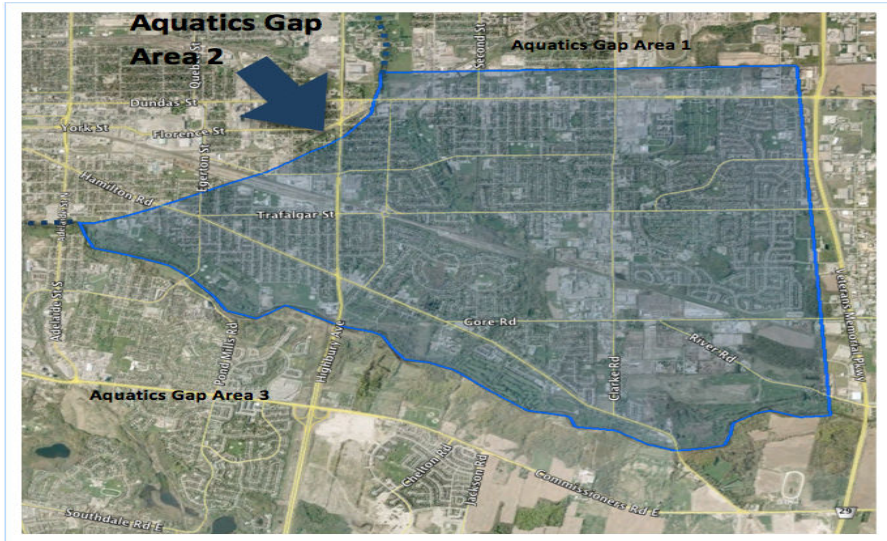 Aquatics Gap
Area 2
Aquatics Gap Area 1
Second St
Quebec St
Dundas St
York St
Florence St
Egerton St
Hamilton Rd
Trafalgar St
Adelaide St S
Pond Mills Rd
Highbury Ave
Gore Rd
River Rd
Clarke Rd
Veterans Memorial Pkwy
Aquatics Gap Area 3
Chelton Rd
Jackson Rd
Commissioners Rd E
Southdale Rd E
29